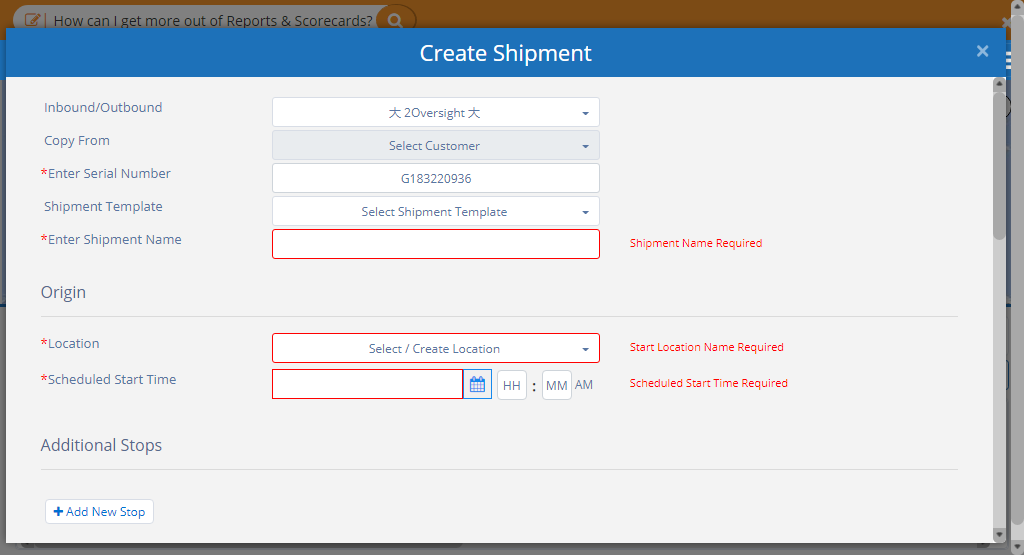 How can I get more out of Reports & Scorecards?
Create Shipment
×
Inbound/Outbound
大 2Oversight 大
Copy From
Select Customer
*Enter Serial Number
G183220936
Shipment Template
Select Shipment Template
*Enter Shipment Name
Shipment Name Required
Origin
*Location
Select / Create Location
Start Location Name Required
*Scheduled Start Time
HH : MM AM
Scheduled Start Time Required
Additional Stops
+ Add New Stop